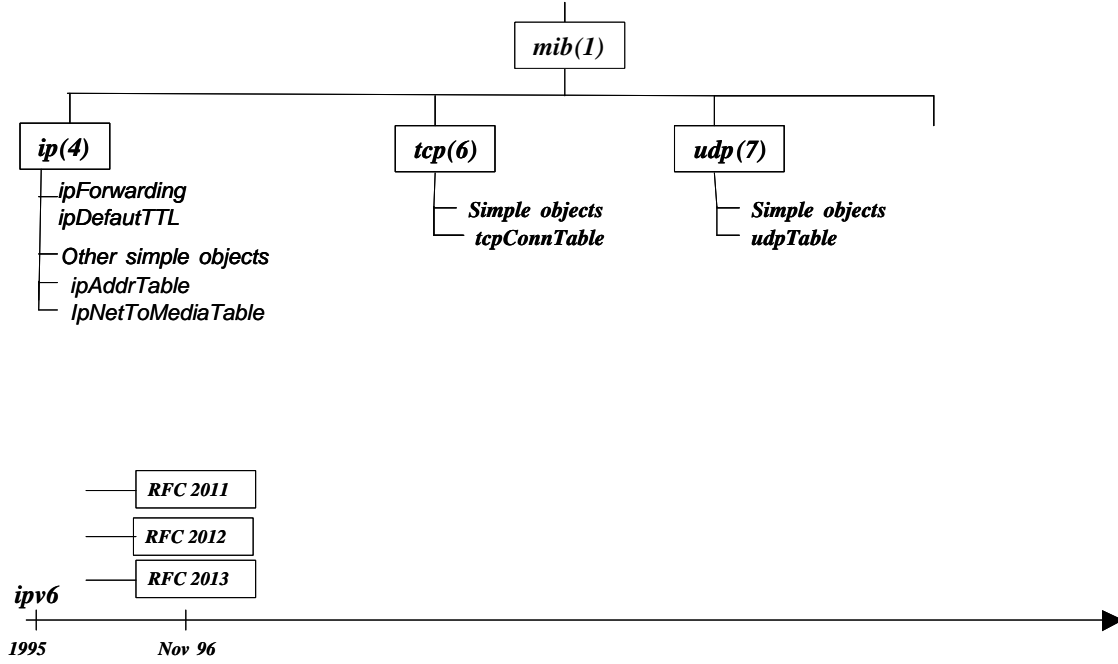 mib(1)
ip(4)
tcp(6)
udp(7)
ipForwarding
ipDefautTTL
Other simple objects
ipAddrTable
IpNetToMediaTable
Simple objects
tcpConnTable
Simple objects
udpTable
RFC 2011
RFC 2012
RFC 2013
ipv6
1995
Nov 96